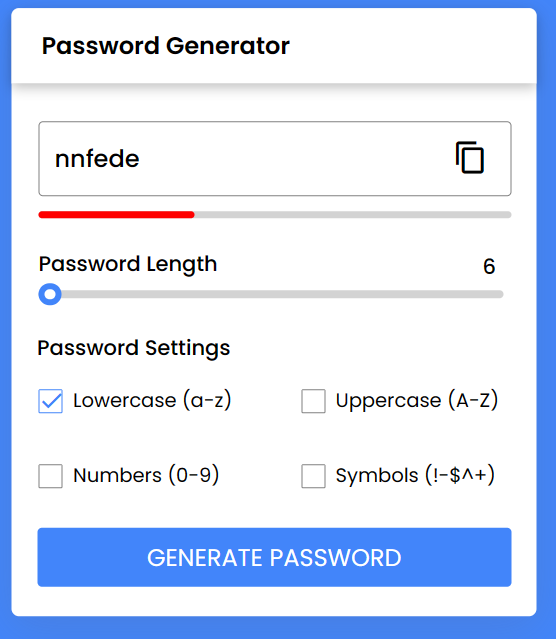 Password Generator
nnfede
Password Length 6
Password Settings
Lowercase (a-z) Uppercase (A-Z)
Numbers (0-9) Symbols (!-$^+)
GENERATE PASSWORD